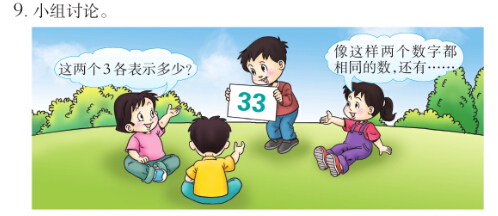 9. 小组讨论。
这两个3各表示多少?
像这样两个数字都
相同的数,还有……
33